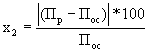 x₂ = |(Пр − Пос)| * 100 / Пос